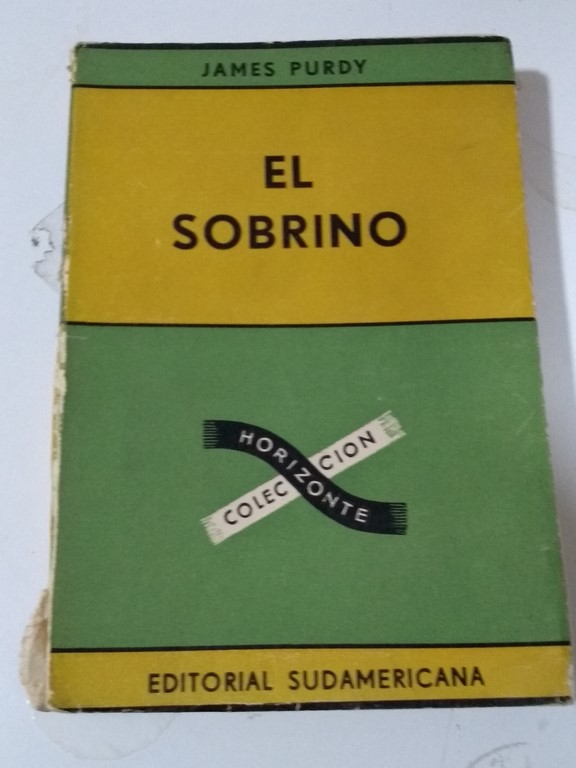 JAMES PURDY
EL
SOBRINO
COLECCION
HORIZONTE
EDITORIAL SUDAMERICANA